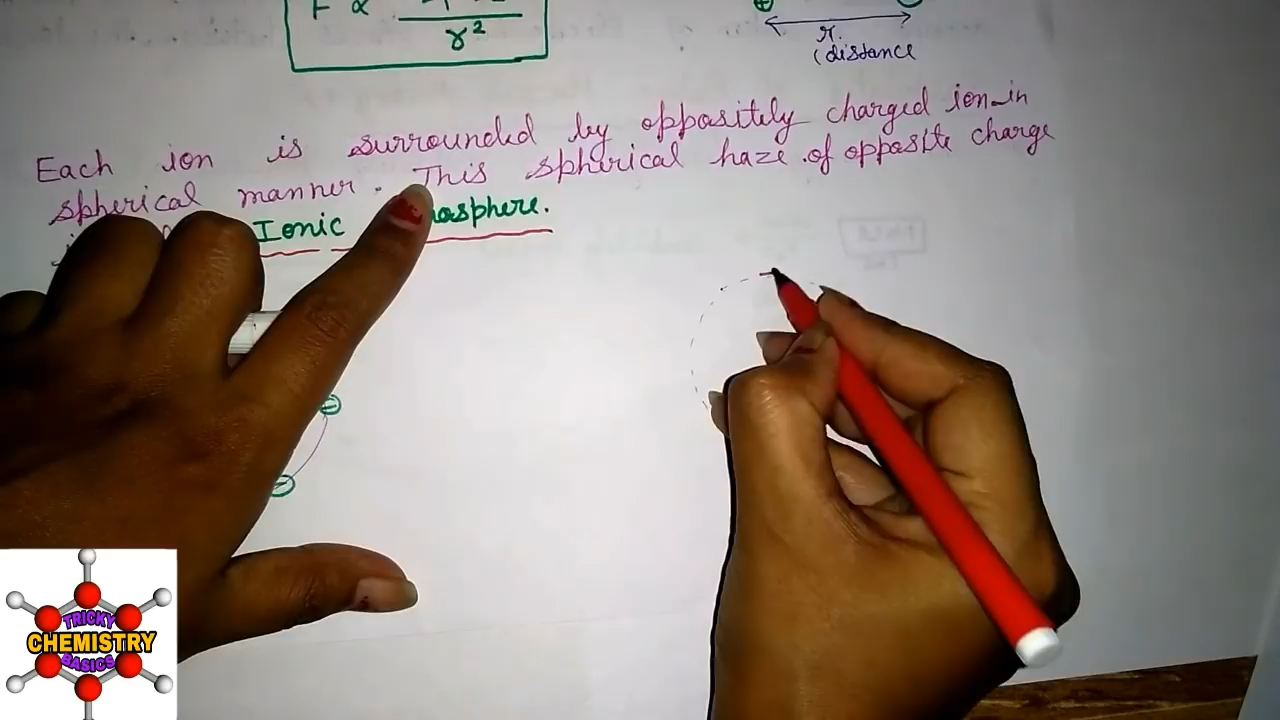 F ∝
r²
r.
(distance
Each ion is surrounded by oppositely charged ion in
spherical manner. This spherical haze of opposite charge
Ionic
osphere.
TRICKY
CHEMISTRY
BASICS